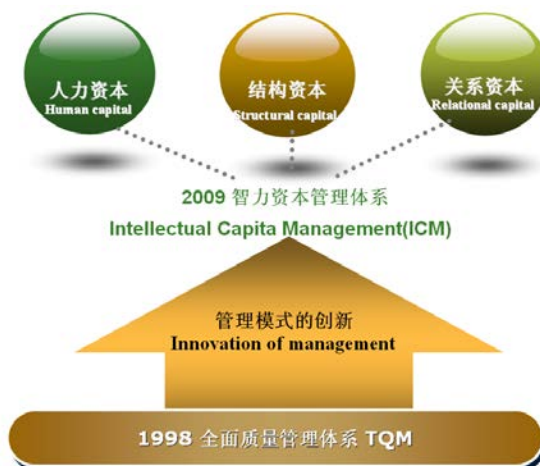 人力资本
Human capital
结构资本
Structural capital
关系资本
Relational capital
2009 智力资本管理体系
Intellectual Capita Management(ICM)
管理模式的创新
Innovation of management
1998 全面质量管理体系 TQM